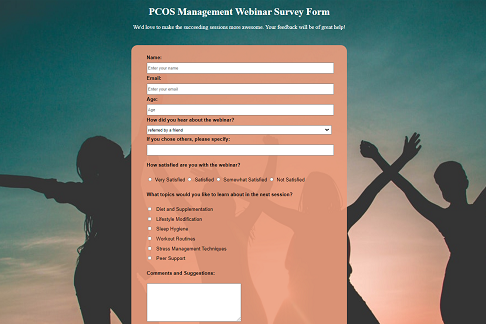 PCOS Management Webinar Survey Form
We'd love to make the succeeding sessions more awesome. Your feedback will be of great help!
Name:
Enter your name
Email:
Enter your email
Age:
Age
How did you hear about the webinar?
referred by a friend
If you chose others, please specify:
How satisfied are you with the webinar?
Very Satisfied Satisfied Somewhat Satisfied Not Satisfied
What topics would you like to learn about in the next session?
Diet and Supplementation
Lifestyle Modification
Sleep Hygiene
Workout Routines
Stress Management Techniques
Peer Support
Comments and Suggestions: